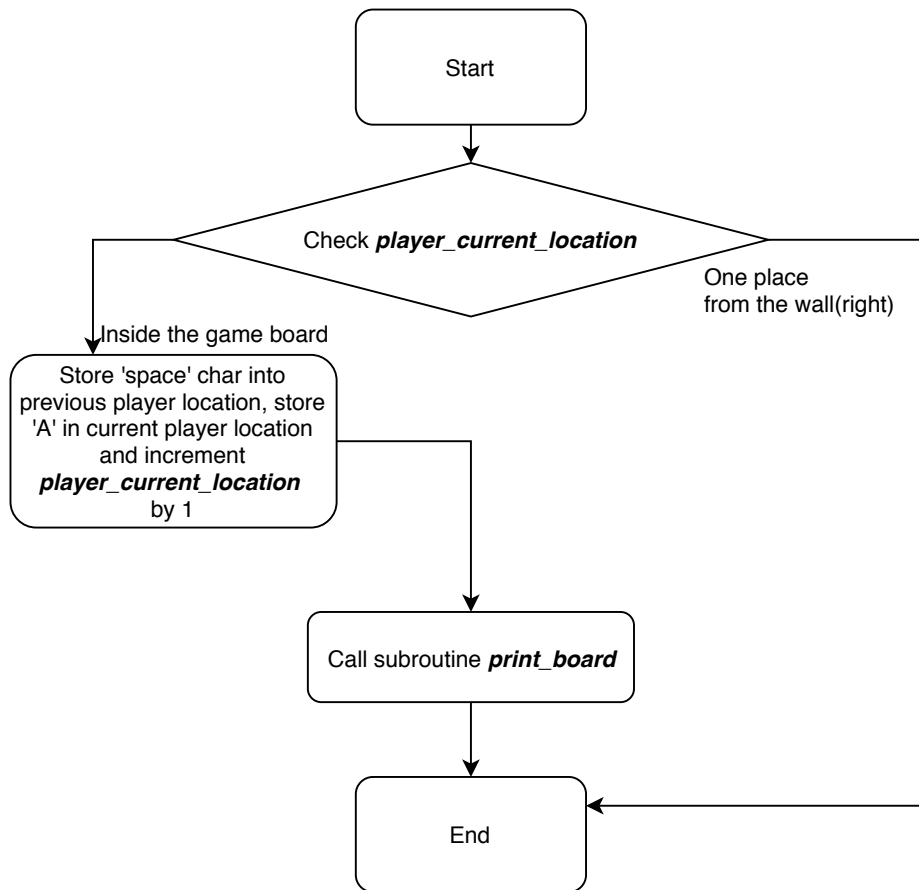 Start
Check player_current_location
One place
from the wall(right)
Inside the game board
Store 'space' char into
previous player location, store
'A' in current player location
and increment
player_current_location
by 1
Call subroutine print_board
End